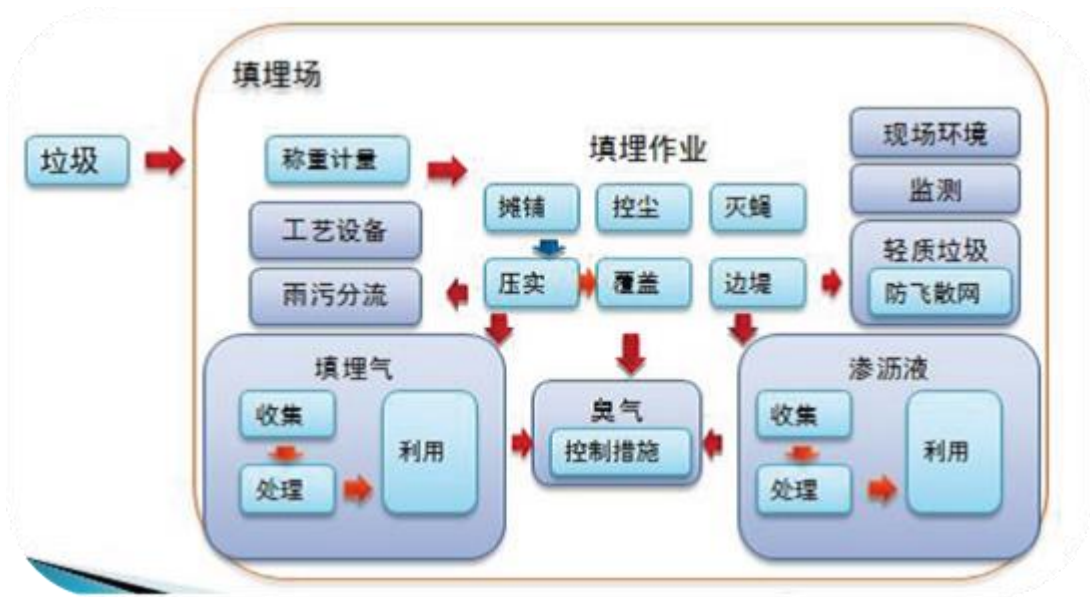 填埋场
垃圾
称重计量
工艺设备
雨污分流
填埋作业
摊铺
控尘
灭蝇
压实
覆盖
边堤
现场环境
监测
轻质垃圾
防飞散网
填埋气
收集
处理
利用
臭气
控制措施
渗沥液
收集
处理
利用